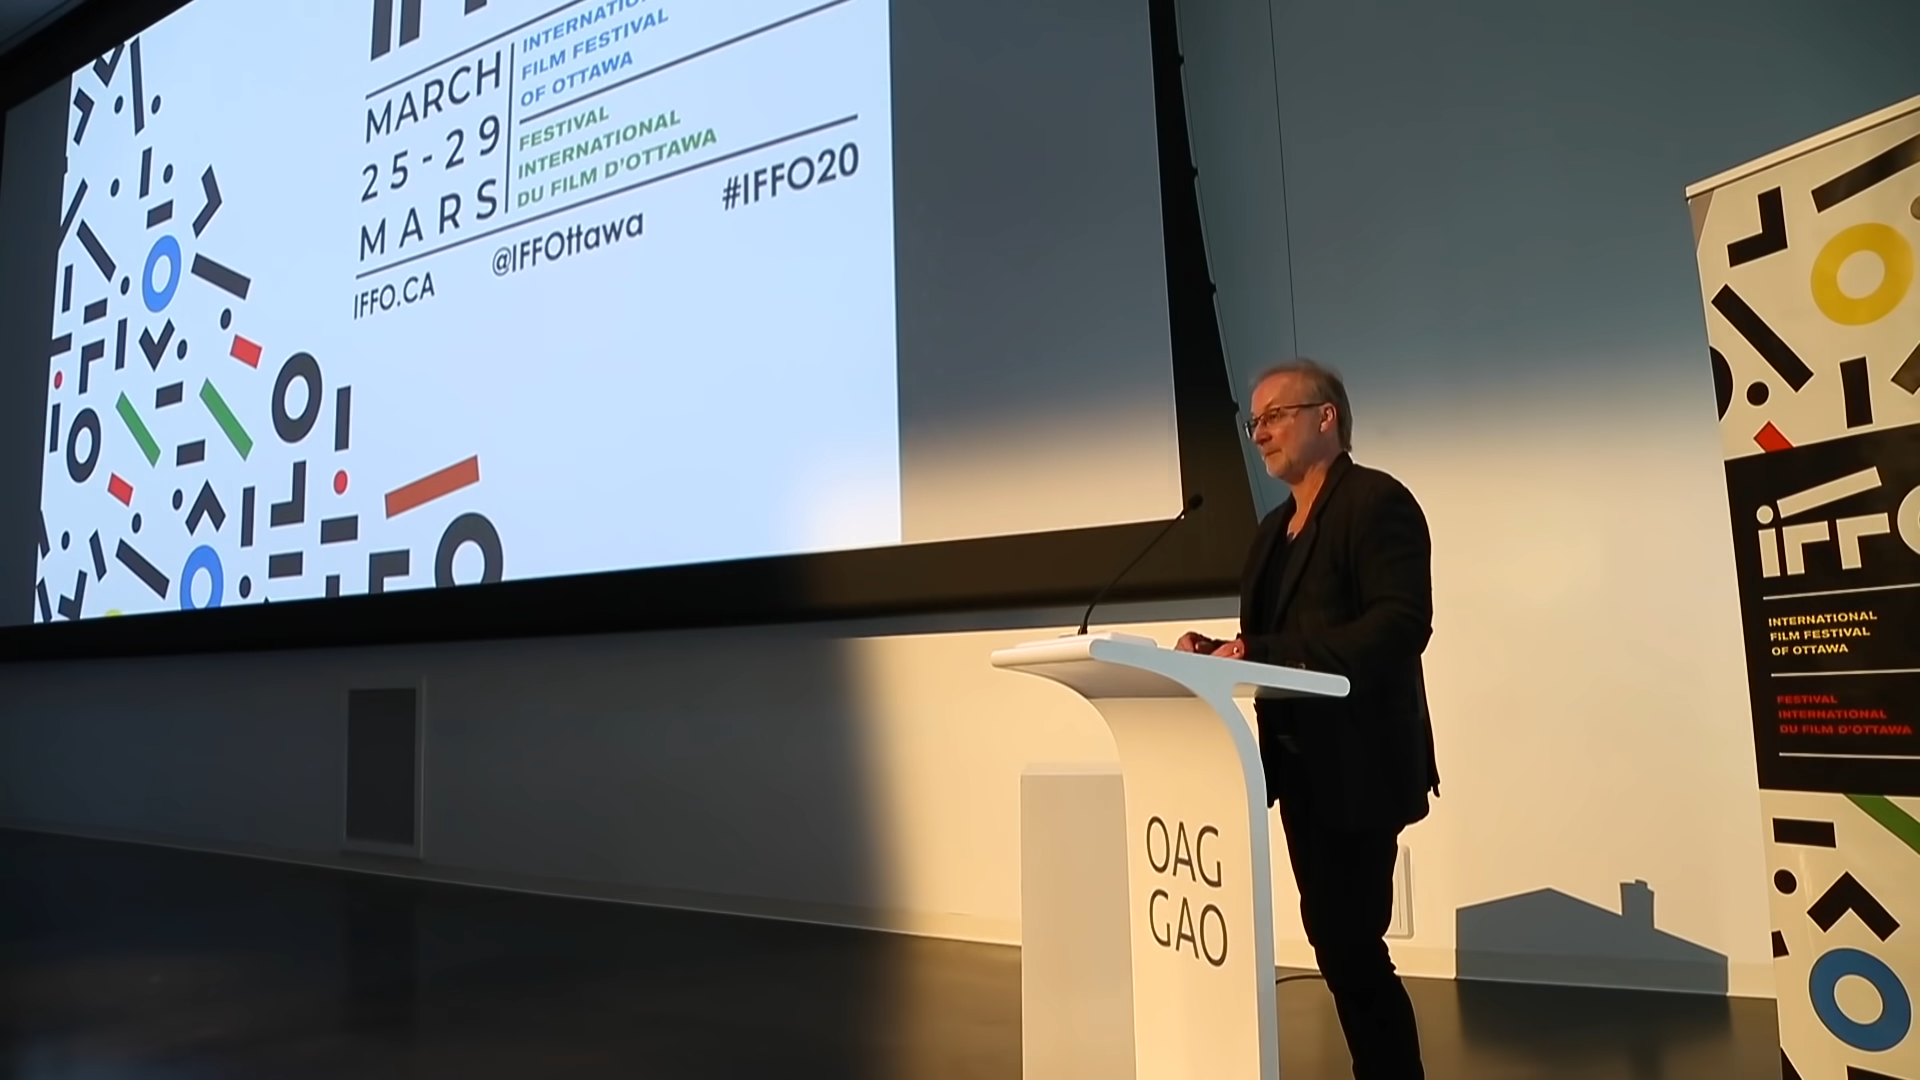 MARCH
25-29
MARS
INTERNATIONAL
FILM FESTIVAL
OF OTTAWA
FESTIVAL
INTERNATIONAL
DU FILM D'OTTAWA
IFFO.CA
@IFFOttawa
#IFFO20
OAG
GAO
iFFO
INTERNATIONAL
FILM FESTIVAL
OF OTTAWA
FESTIVAL
INTERNATIONAL
DU FILM D'OTTAWA